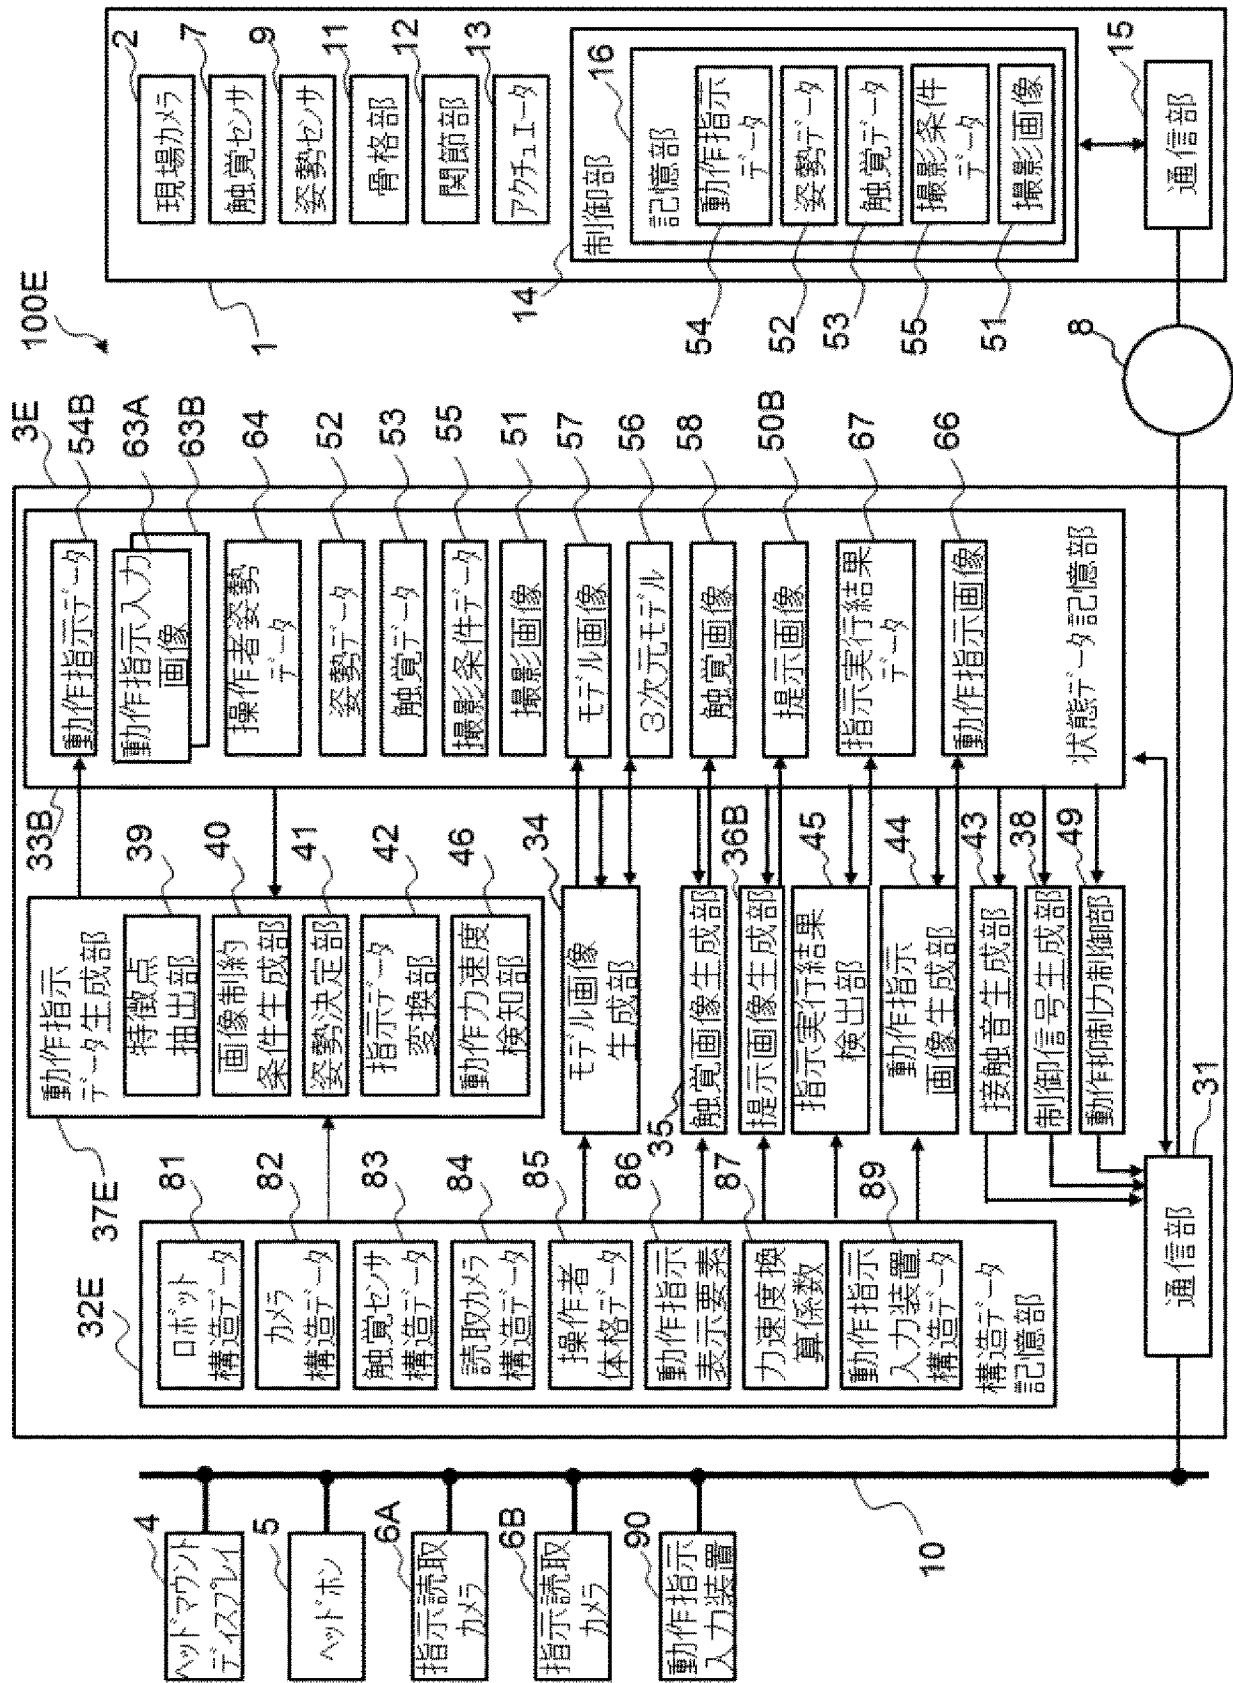 100E
4
ヘッドマウント
ディスプレイ
5
ヘッドホン
6A
指示読取
カメラ
6B
指示読取
カメラ
90
動作指示
入力装置
10
3E
32E
ロボット
構造データ
81
カメラ
構造データ
82
触覚センサ
構造データ
83
読取カメラ
構造データ
84
操作者
体格データ
85
動作指示
表示要素
86
力速度換
算係数
87
動作指示
入力装置
構造データ
89
構造データ
記憶部
37E
動作指示
データ生成部
特徴点
抽出部
39
画像制約
条件生成部
40
姿勢決定部
41
指示データ
変換部
42
動作力速度
検知部
46
モデル画像
生成部
34
触覚画像生成部
35
提示画像生成部
36B
指示実行結果
検出部
45
動作指示
画像生成部
44
接触音生成部
43
制御信号生成部
38
動作抑制力制御部
49
通信部
31
33B
動作指示データ
54B
動作指示入力
画像
63A
63B
操作者姿勢
データ
64
姿勢データ
52
触覚データ
53
撮影条件データ
55
撮影画像
51
モデル画像
57
3次元モデル
56
触覚画像
58
提示画像
50B
指示実行結果
データ
67
動作指示画像
66
状態データ記憶部
8
1
現場カメラ
2
触覚センサ
7
姿勢センサ
9
骨格部
11
関節部
12
アクチュエータ
13
制御部
14
記憶部
16
動作指示
データ
54
姿勢データ
52
触覚データ
53
撮影条件
データ
55
撮影画像
51
通信部
15